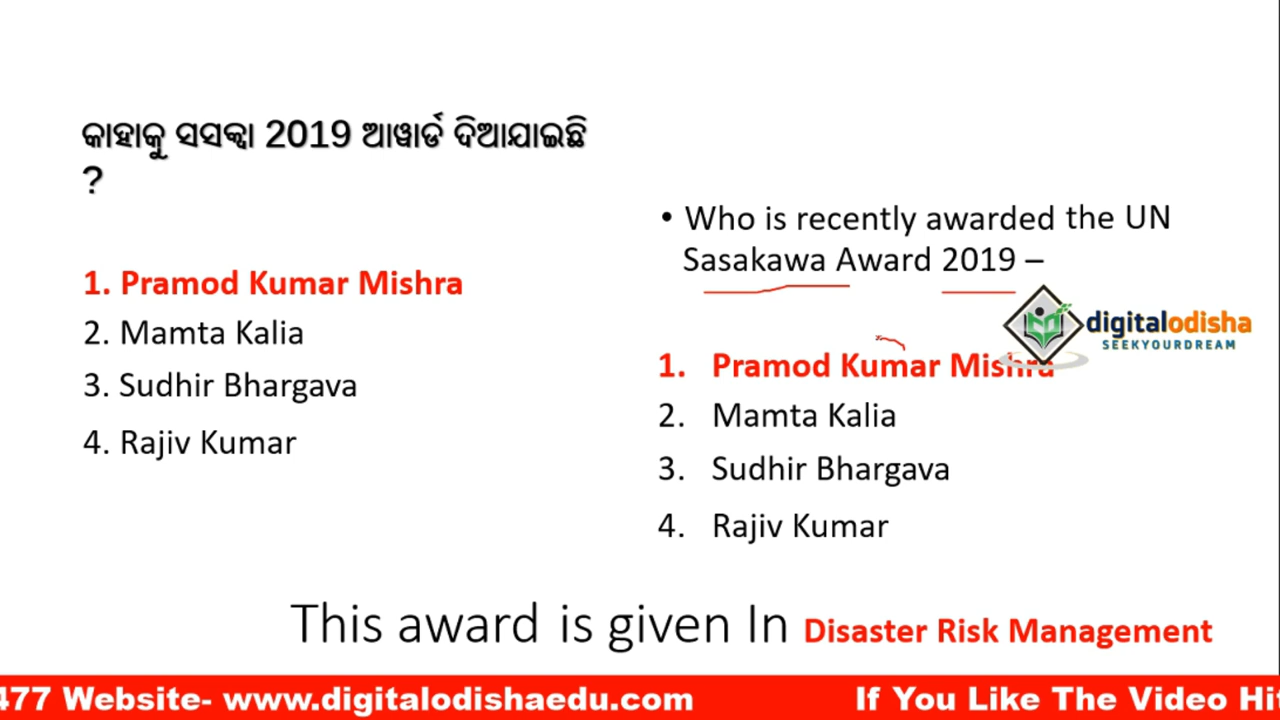 କାହାକୁ ସସକ୍ବା 2019 ଆୱାର୍ଡ ଦିଆଯାଇଛି
?
1. Pramod Kumar Mishra
2. Mamta Kalia
3. Sudhir Bhargava
4. Rajiv Kumar
• Who is recently awarded the UN
Sasakawa Award 2019 –
digitalodisha
SEEKYOURDREAM
1. Pramod Kumar Mishra
2. Mamta Kalia
3. Sudhir Bhargava
4. Rajiv Kumar
This award is given In Disaster Risk Management
477 Website- www.digitalodishaedu.com If You Like The Video Hi